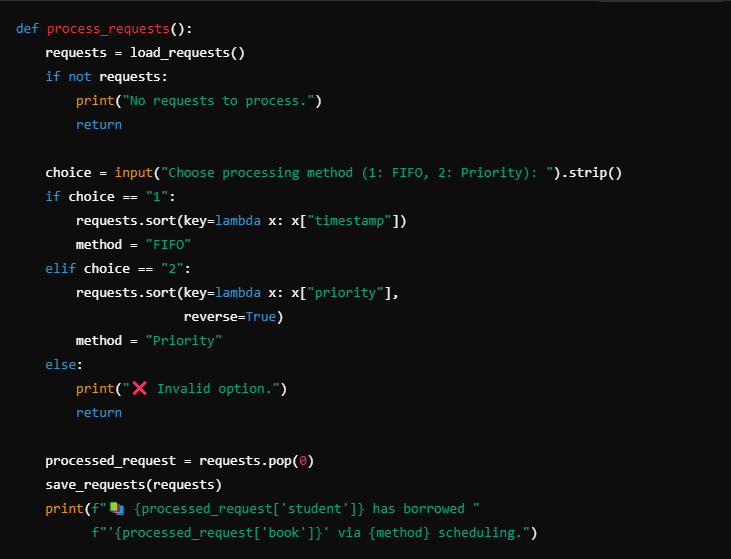 def process_requests():
    requests = load_requests()
    if not requests:
        print("No requests to process.")
        return

    choice = input("Choose processing method (1: FIFO, 2: Priority): ").strip()
    if choice == "1":
        requests.sort(key=lambda x: x["timestamp"])
        method = "FIFO"
    elif choice == "2":
        requests.sort(key=lambda x: x["priority"],
                      reverse=True)
        method = "Priority"
    else:
        print("❌ Invalid option.")
        return

    processed_request = requests.pop(0)
    save_requests(requests)
    print(f"📚 {processed_request['student']} has borrowed "
          f"'{processed_request['book']}' via {method} scheduling.")